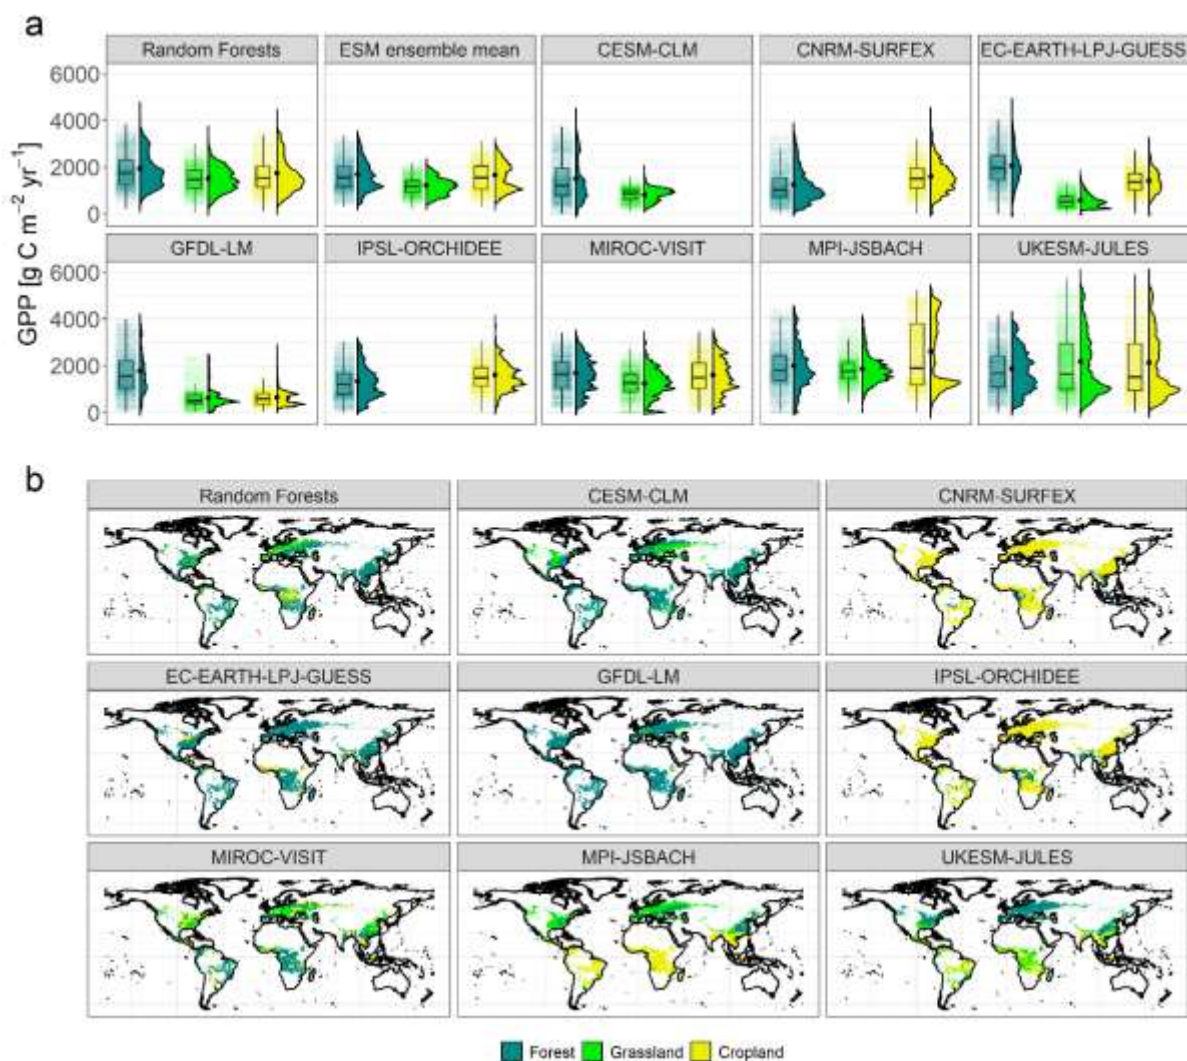 a
Random Forests ESM ensemble mean CESM-CLM CNRM-SURFEX EC-EARTH-LPJ-GUESS
6000
4000
2000
0
GFDL-LM IPSL-ORCHIDEE MIROC-VISIT MPI-JSBACH UKESM-JULES
6000
4000
2000
0
GPP [g C m⁻² yr⁻¹]
b
Random Forests CESM-CLM CNRM-SURFEX
EC-EARTH-LPJ-GUESS GFDL-LM IPSL-ORCHIDEE
MIROC-VISIT MPI-JSBACH UKESM-JULES
Forest Grassland Cropland